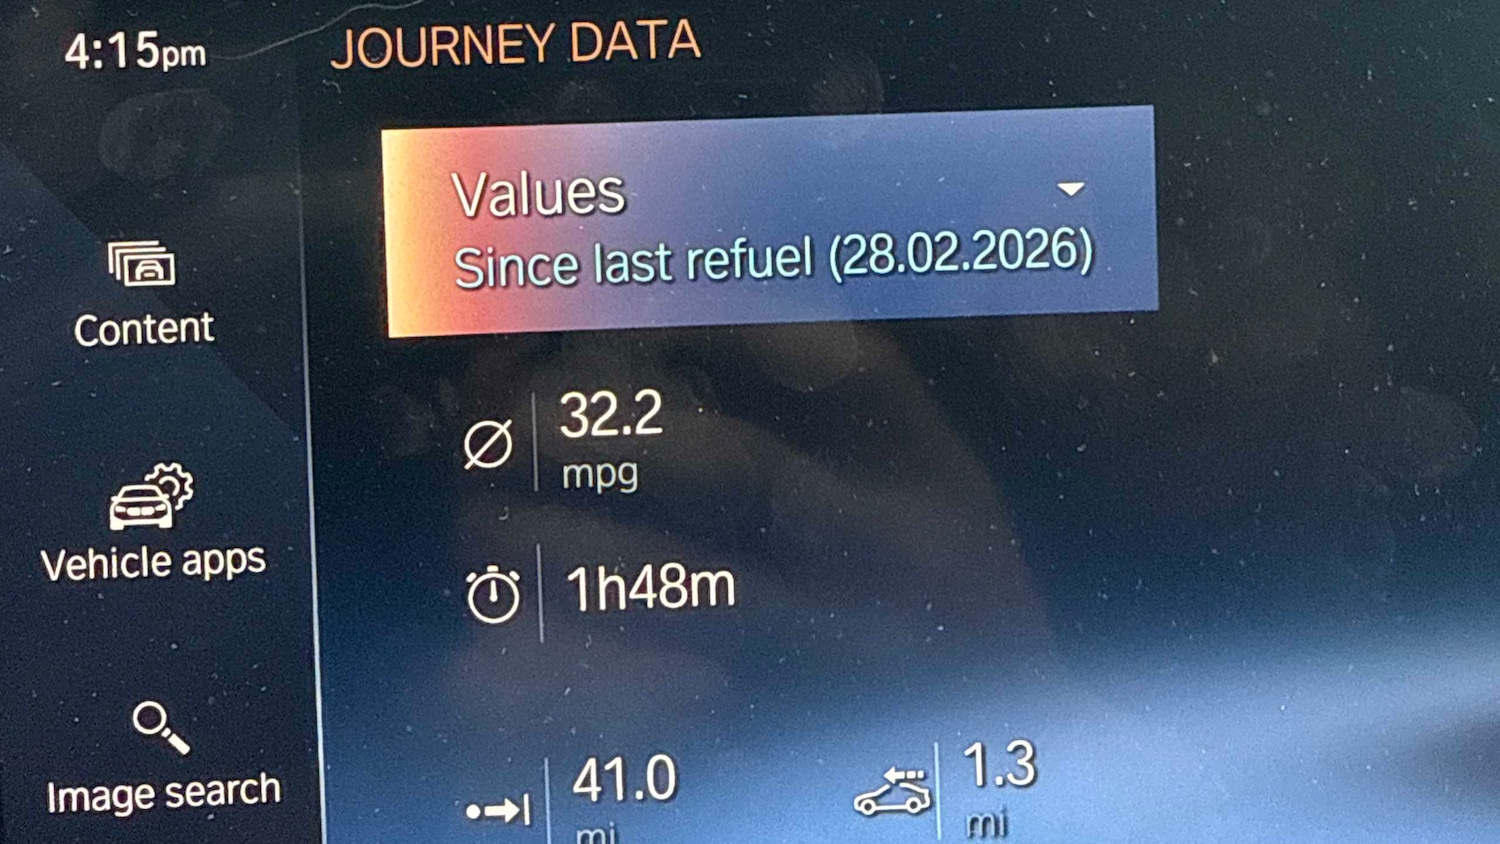 4:15pm
JOURNEY DATA
Values
Since last refuel (28.02.2026)
Content
32.2
mpg
Vehicle apps
1h48m
Image search
41.0
mi
1.3
mi